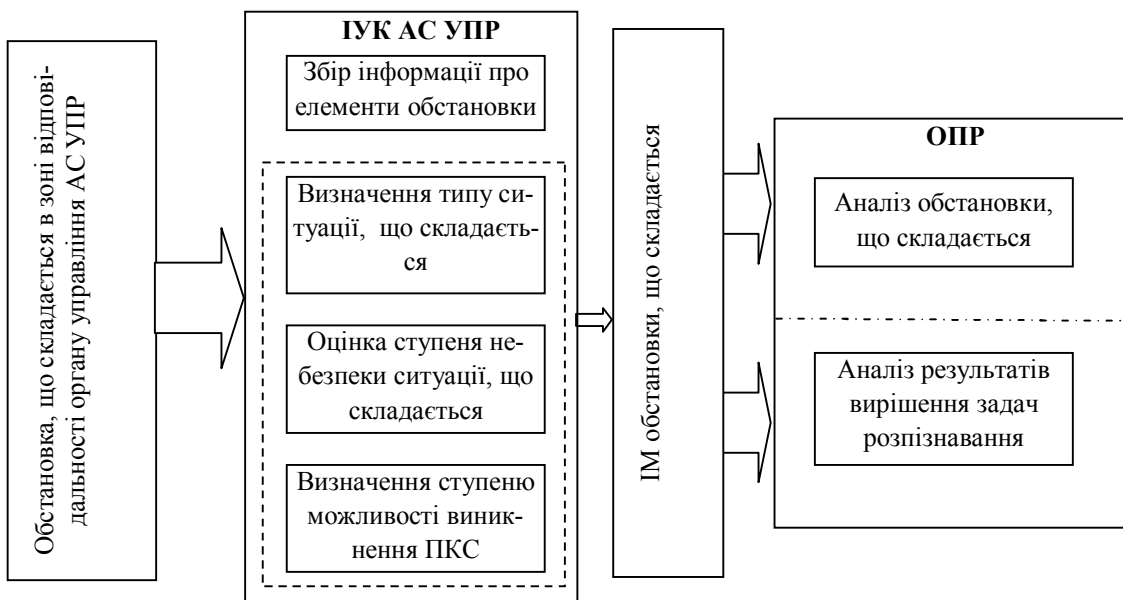 Обстановка, що складається в зоні відпові-
дальності органу управління АС УПР
ІУК АС УПР
Збір інформації про
елементи обстановки
Визначення типу си-
туації, що складаєть-
ся
Оцінка ступеня не-
безпеки ситуації, що
складається
Визначення ступеню
можливості виник-
нення ПКС
ІМ обстановки, що складається
ОПР
Аналіз обстановки,
що складається
Аналіз результатів
вирішення задач
розпізнавання